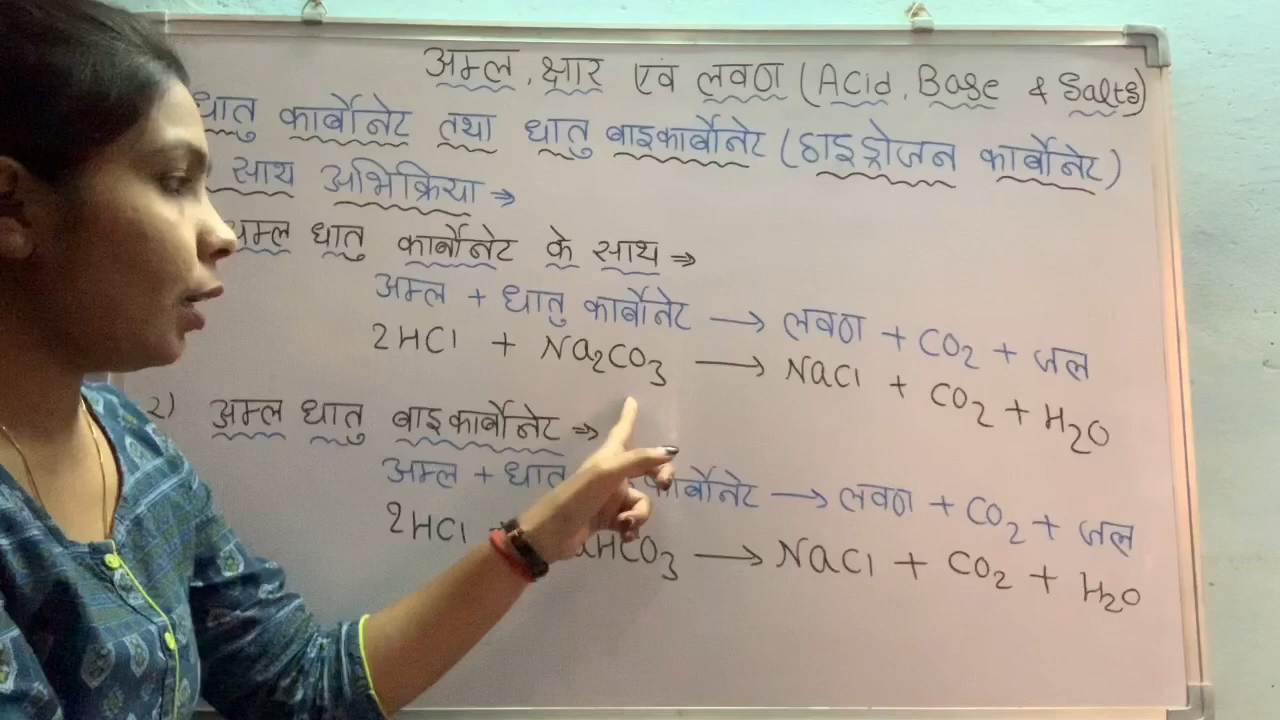 अम्ल, क्षार एवं लवण (Acid, Base & Salts)
धातु कार्बोनेट तथा धातु बाइकार्बोनेट (हाइड्रोजन कार्बोनेट)
साथ अभिक्रिया ⇒
अम्ल धातु कार्बोनेट के साथ ⇒
अम्ल + धातु कार्बोनेट → लवण + CO₂ + जल
2HCl + Na₂CO₃ → NaCl + CO₂ + H₂O
2) अम्ल धातु बाइकार्बोनेट ⇒
अम्ल + धातु कार्बोनेट → लवण + CO₂ + जल
2HCl + aHCO₃ → NaCl + CO₂ + H₂O